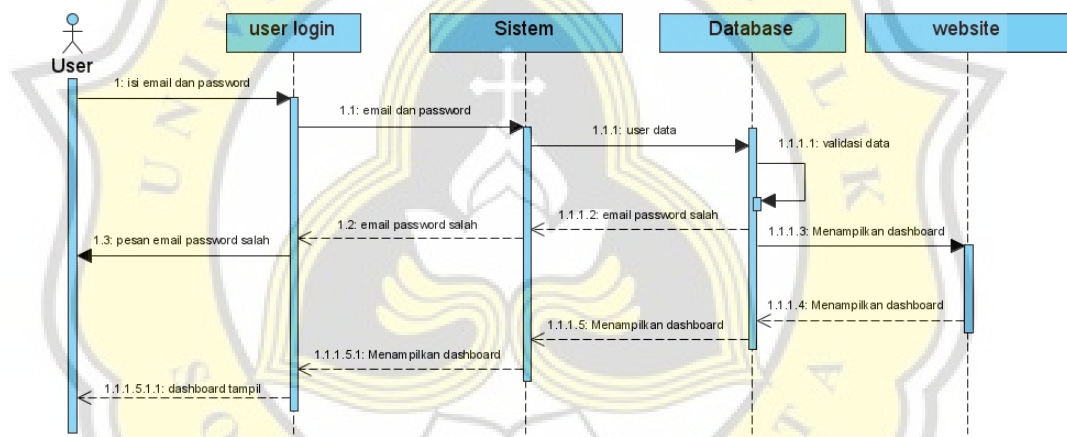 User
user login
Sistem
Database
website
1: isi email dan password
1.1: email dan password
1.1.1: user data
1.1.1.1: validasi data
1.1.1.2: email password salah
1.2: email password salah
1.3: pesan email password salah
1.1.1.3: Menampilkan dashboard
1.1.1.4: Menampilkan dashboard
1.1.1.5: Menampilkan dashboard
1.1.1.5.1: Menampilkan dashboard
1.1.1.5.1.1: dashboard tampil